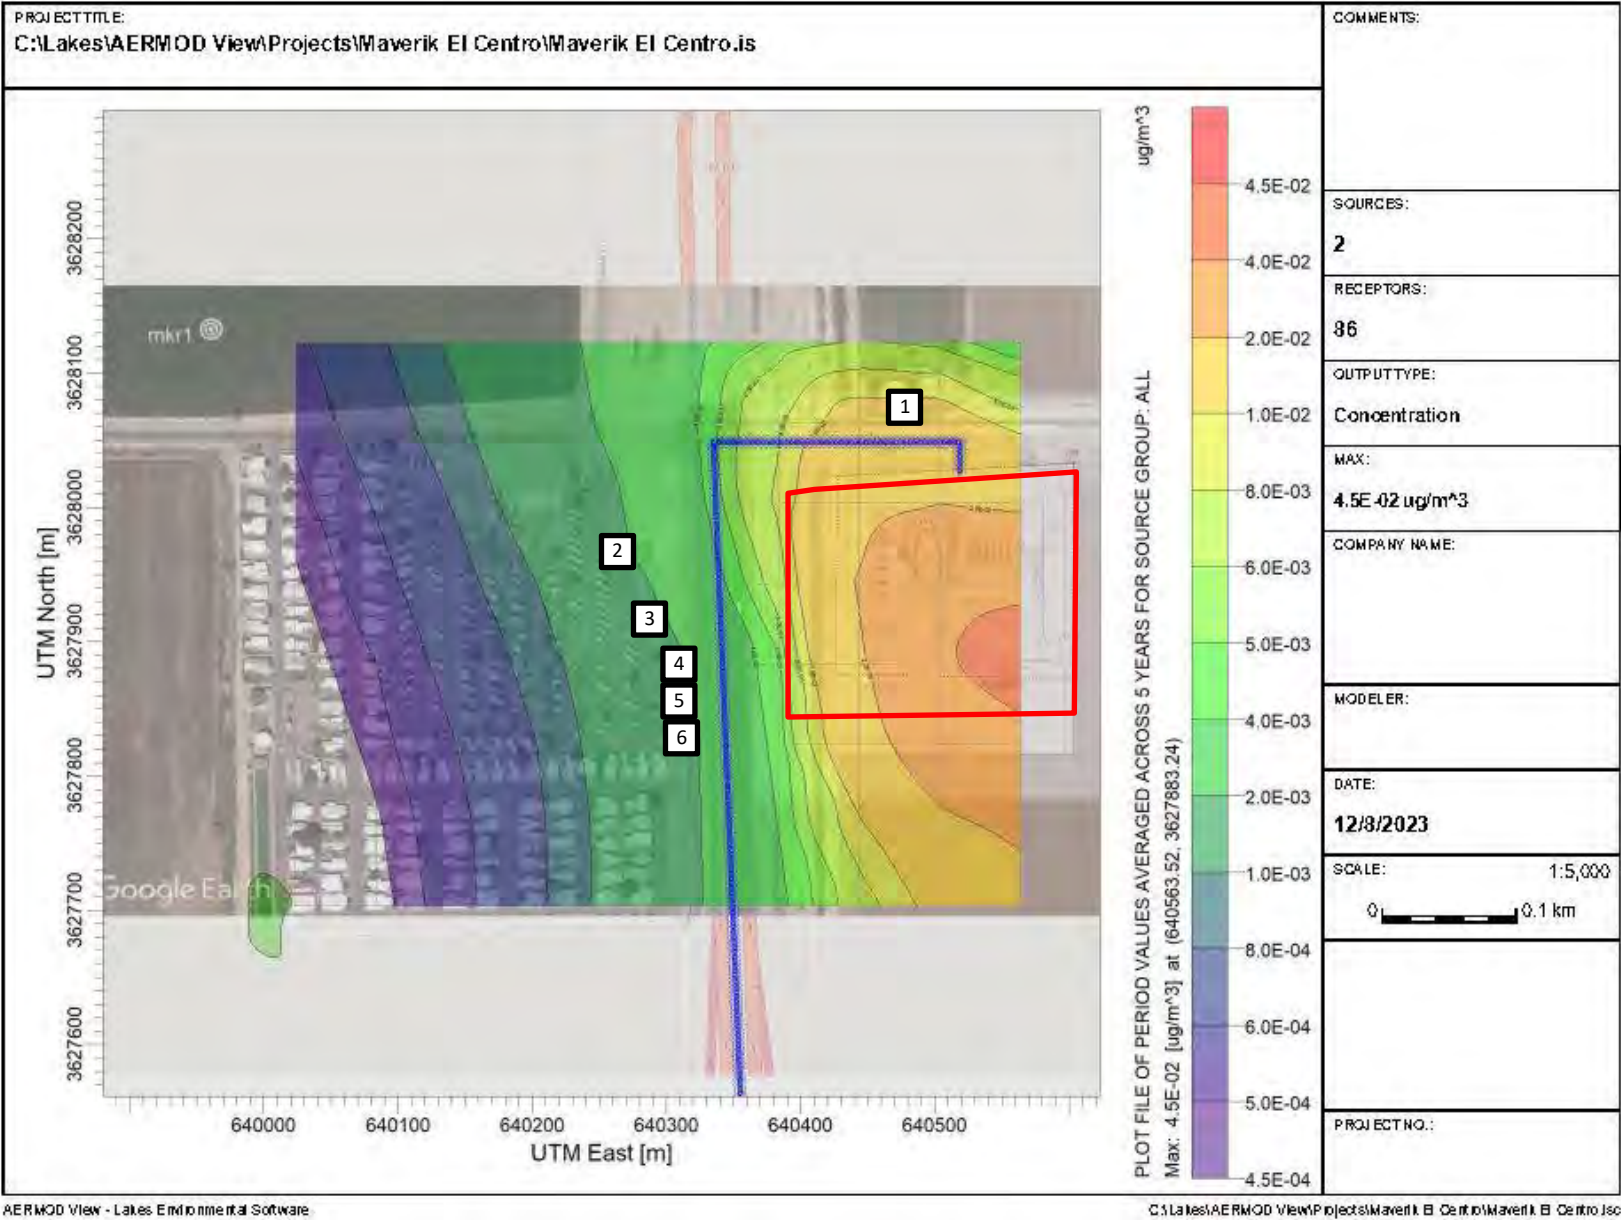 PROJECT TITLE:
C:\Lakes\AERMOD View\Projects\Maverik El Centro\Maverik El Centro.is
COMMENTS:
SOURCES:
2
RECEPTORS:
86
OUTPUT TYPE:
Concentration
MAX:
4.5E-02 ug/m^3
COMPANY NAME:
MODELER:
DATE:
12/8/2023
SCALE:
1:5,000
0
0.1 km
PROJECT NO.:
UTM North [m]
3628200
3628100
3628000
3627900
3627800
3627700
3627600
mkr1
1
2
3
4
5
6
Google Earth
640000
640100
640200
640300
640400
640500
UTM East [m]
PLOT FILE OF PERIOD VALUES AVERAGED ACROSS 5 YEARS FOR SOURCE GROUP: ALL
Max: 4.5E-02 [ug/m^3] at (640563.52, 3627883.24)
ug/m^3
4.5E-02
4.0E-02
2.0E-02
1.0E-02
8.0E-03
6.0E-03
5.0E-03
4.0E-03
2.0E-03
1.0E-03
8.0E-04
6.0E-04
5.0E-04
4.5E-04
AERMOD View - Lakes Environmental Software
C:\Lakes\AERMOD View\Projects\Maverik El Centro\Maverik El Centro.isc